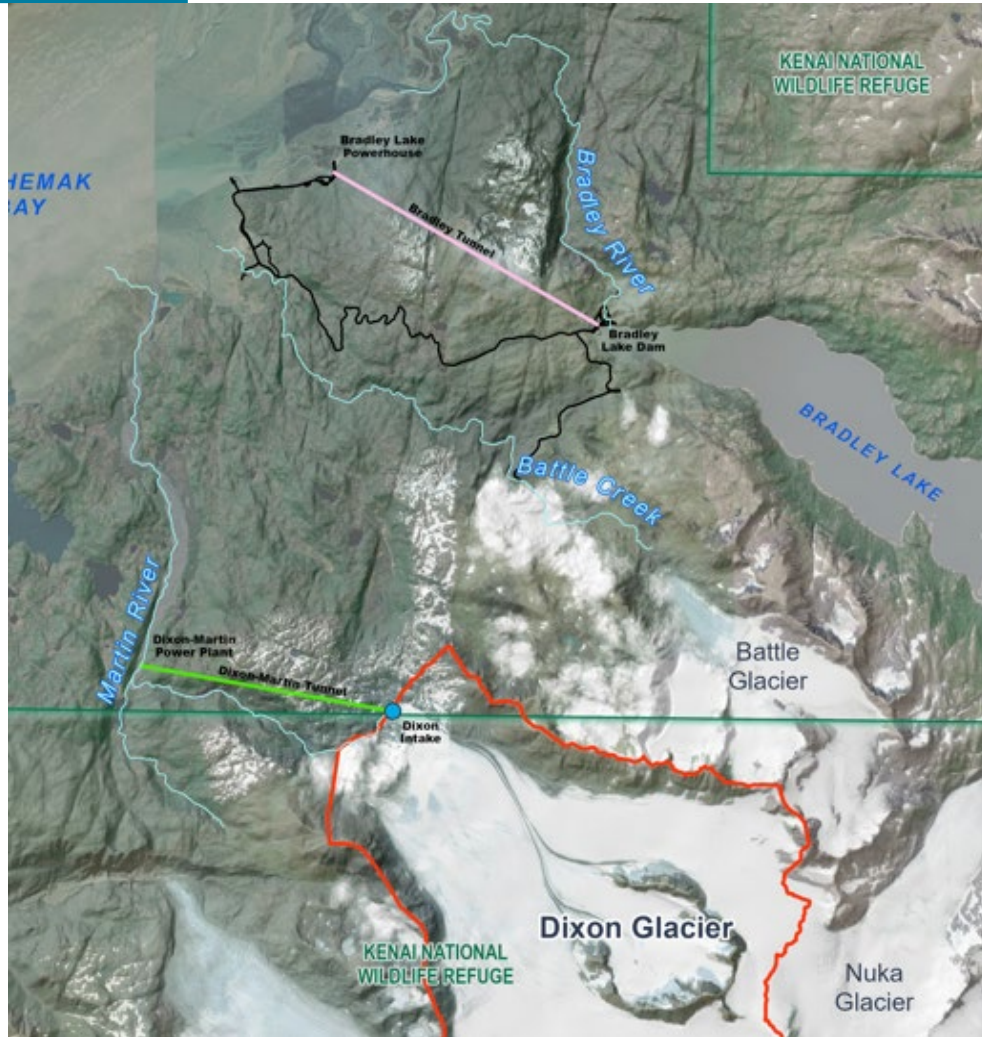 KENAI NATIONAL
WILDLIFE REFUGE
Bradley Lake
Powerhouse
HEMAK
AY
Bradley Tunnel
Bradley River
Bradley
Lake Dam
BRADLEY LAKE
Battle Creek
Martin River
Dixon-Martin
Power Plant
Dixon-Martin Tunnel
Battle
Glacier
Dixon
Intake
Dixon Glacier
KENAI NATIONAL
WILDLIFE REFUGE
Nuka
Glacier